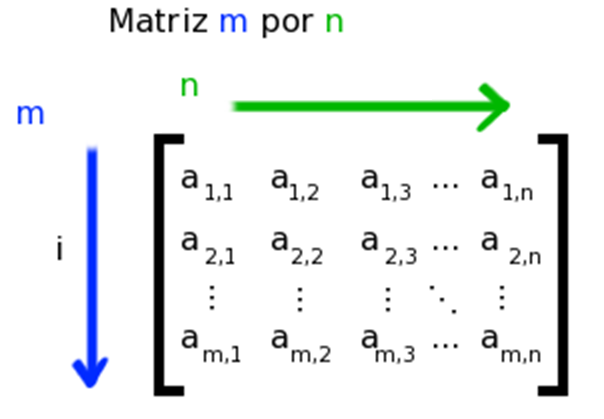 Matriz m por n
n
m
a1,1 a1,2 a1,3 ... a1,n
i
a2,1 a2,2 a2,3 ... a2,n
⋮ ⋮ ⋮ ⋱ ⋮
am,1 am,2 am,3 ... am,n